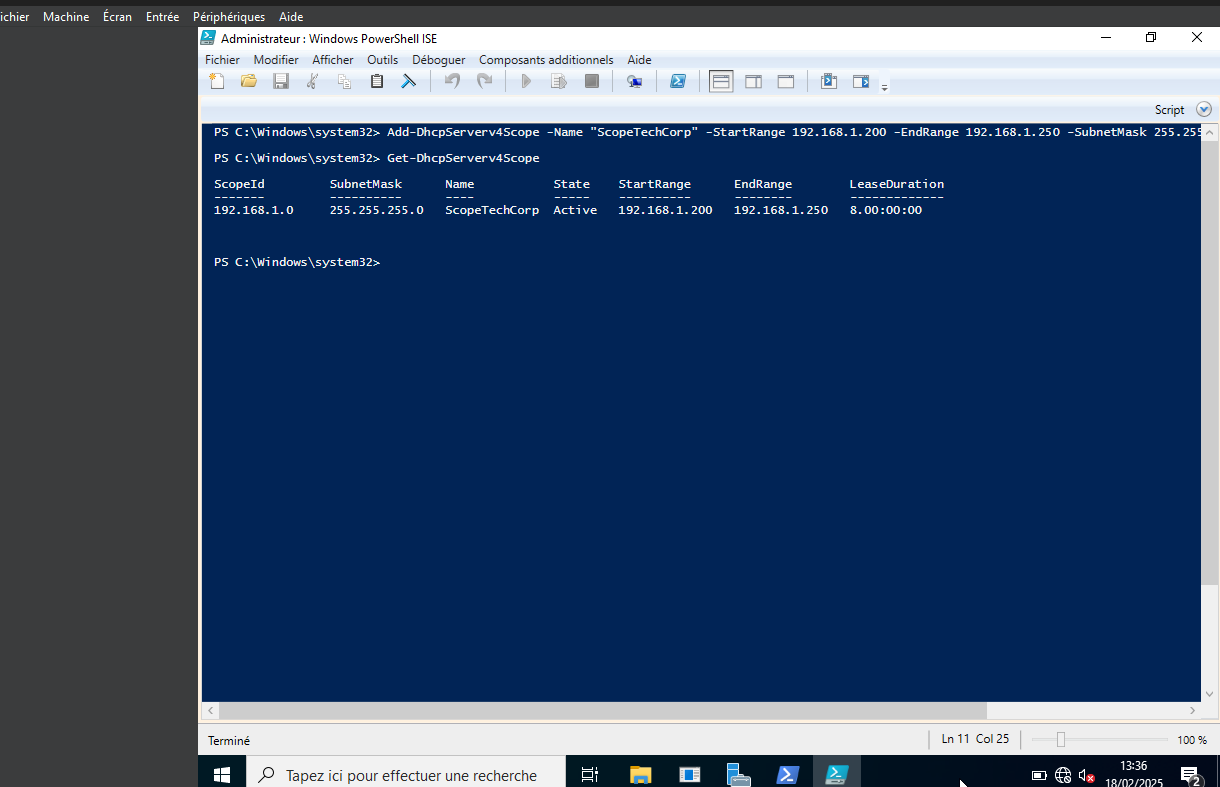 ichier Machine Écran Entrée Périphériques Aide
Administrateur : Windows PowerShell ISE
Fichier Modifier Afficher Outils Déboguer Composants additionnels Aide
Script
PS C:\Windows\system32> Add-DhcpServerv4Scope -Name "ScopeTechCorp" -StartRange 192.168.1.200 -EndRange 192.168.1.250 -SubnetMask 255.255
PS C:\Windows\system32> Get-DhcpServerv4Scope
ScopeId SubnetMask Name State StartRange EndRange LeaseDuration
------- ---------- ---- ----- ---------- -------- -------------
192.168.1.0 255.255.255.0 ScopeTechCorp Active 192.168.1.200 192.168.1.250 8.00:00:00
PS C:\Windows\system32>
Terminé
Ln 11 Col 25
100 %
Tapez ici pour effectuer une recherche
13:36
18/02/2025
2